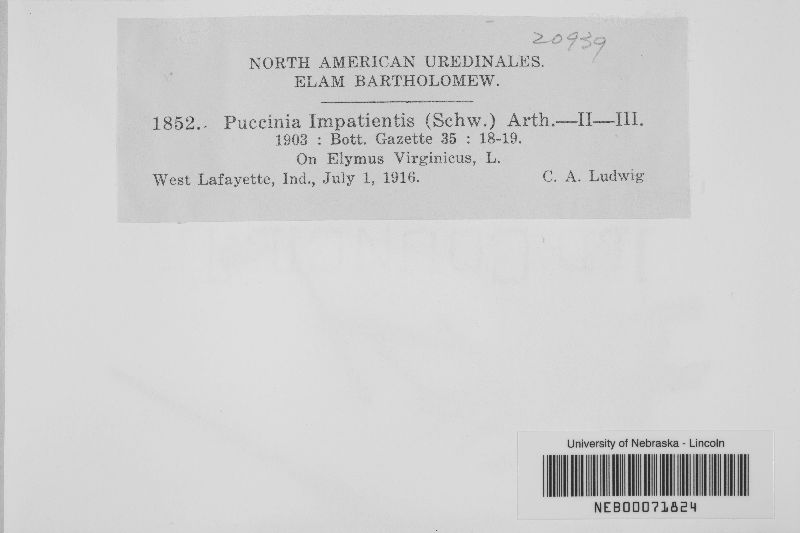 20939
NORTH AMERICAN UREDINALES.
ELAM BARTHOLOMEW.
1852. Puccinia Impatientis (Schw.) Arth.—II—III.
1903 : Bott. Gazette 35 : 18-19.
On Elymus Virginicus, L.
West Lafayette, Ind., July 1, 1916. C. A. Ludwig
University of Nebraska - Lincoln
NEB00071824